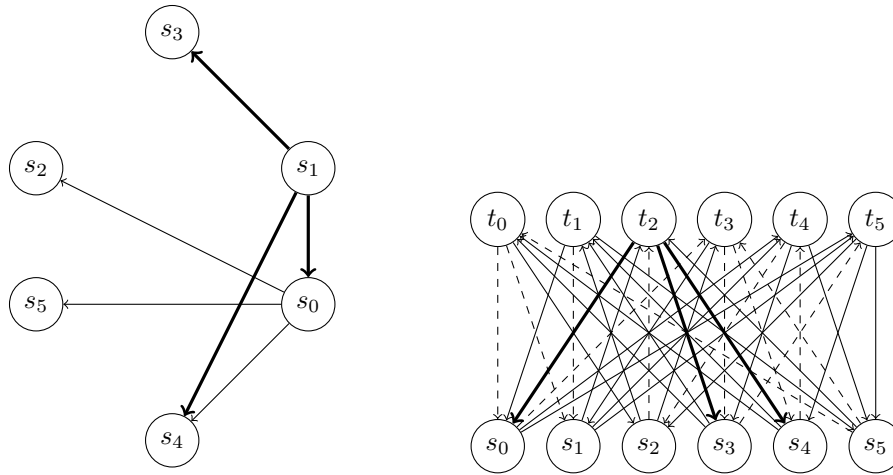 s₃
s₂
s₁
s₅
s₀
s₄
t₀ t₁ t₂ t₃ t₄ t₅
s₀ s₁ s₂ s₃ s₄ s₅